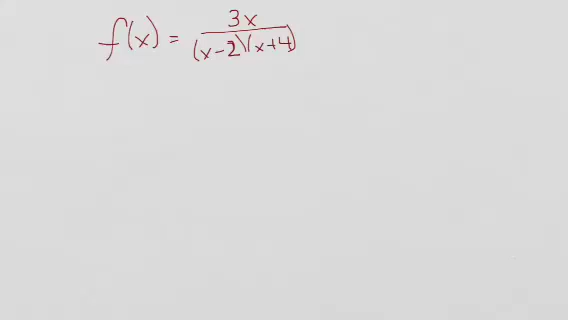 f(x) = 3x / (x-2)(x+4)